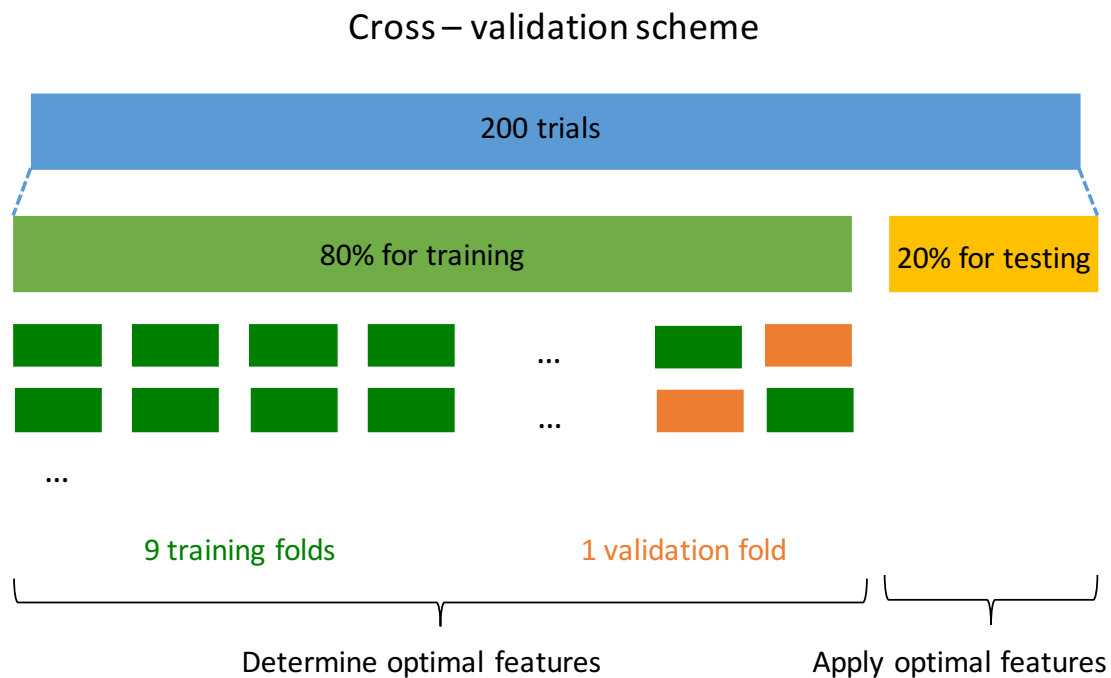 Cross – validation scheme
200 trials
80% for training
20% for testing
...
...
...
9 training folds
1 validation fold
Determine optimal features
Apply optimal features